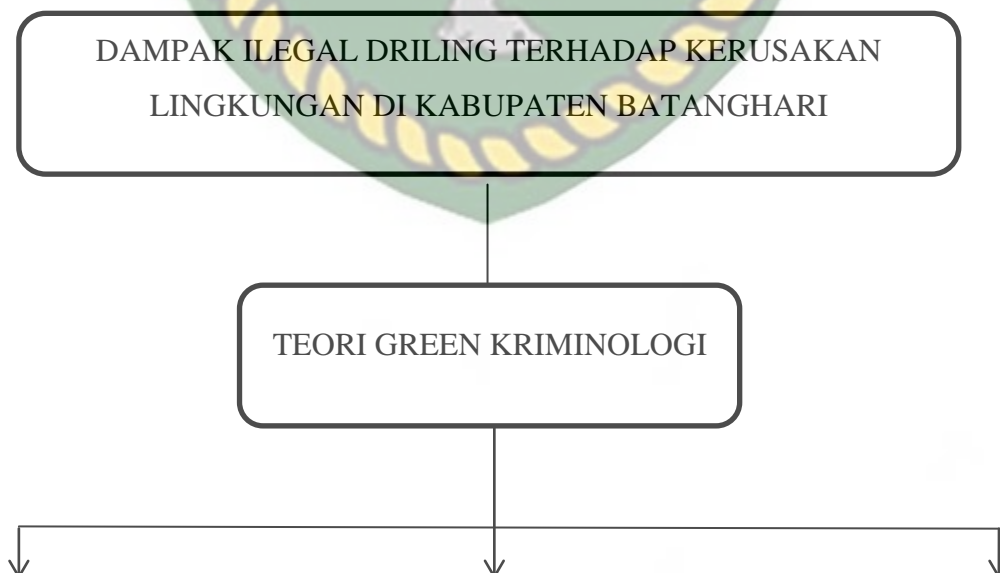 DAMPAK ILEGAL DRILING TERHADAP KERUSAKAN
LINGKUNGAN DI KABUPATEN BATANGHARI
TEORI GREEN KRIMINOLOGI